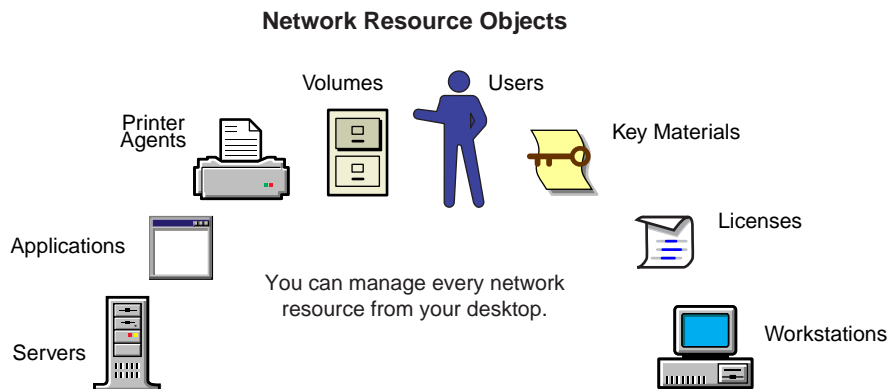 Network Resource Objects
Volumes
Users
Printer
Agents
Key Materials
Licenses
Applications
You can manage every network
resource from your desktop.
Servers
Workstations